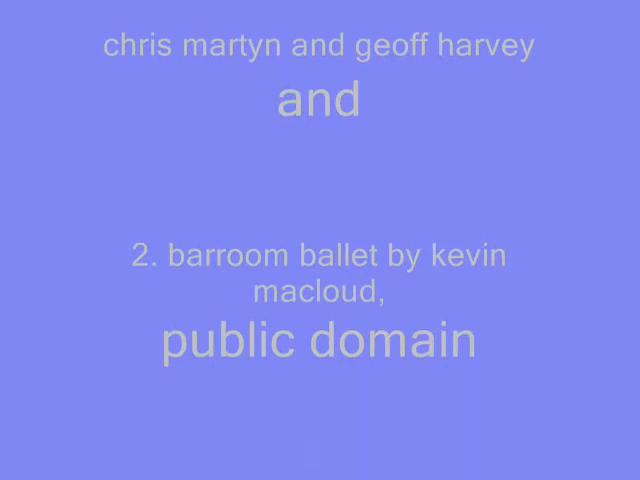 chris martyn and geoff harvey
and
2. barroom ballet by kevin
macloud,
public domain